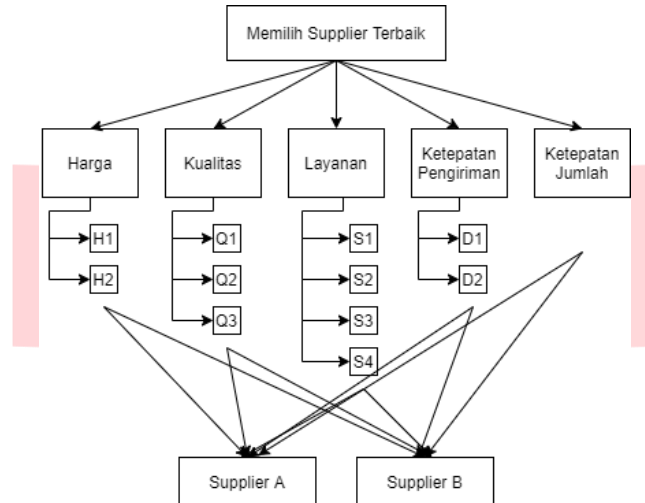 Memilih Supplier Terbaik
Harga
Kualitas
Layanan
Ketepatan
Pengiriman
Ketepatan
Jumlah
H1
H2
Q1
Q2
Q3
S1
S2
S3
S4
D1
D2
Supplier A
Supplier B